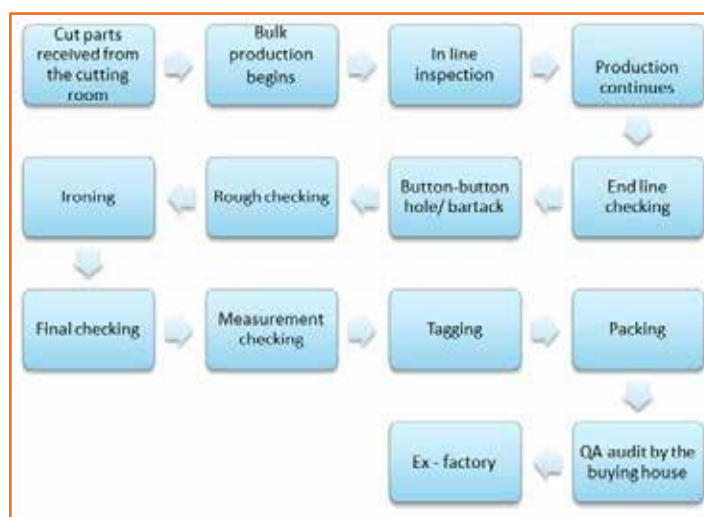 Cut parts
received from
the cutting
room
Bulk
production
begins
In line
inspection
Production
continues
End line
checking
Button-button
hole/ bartack
Rough checking
Ironing
Final checking
Measurement
checking
Tagging
Packing
QA audit by the
buying house
Ex - factory